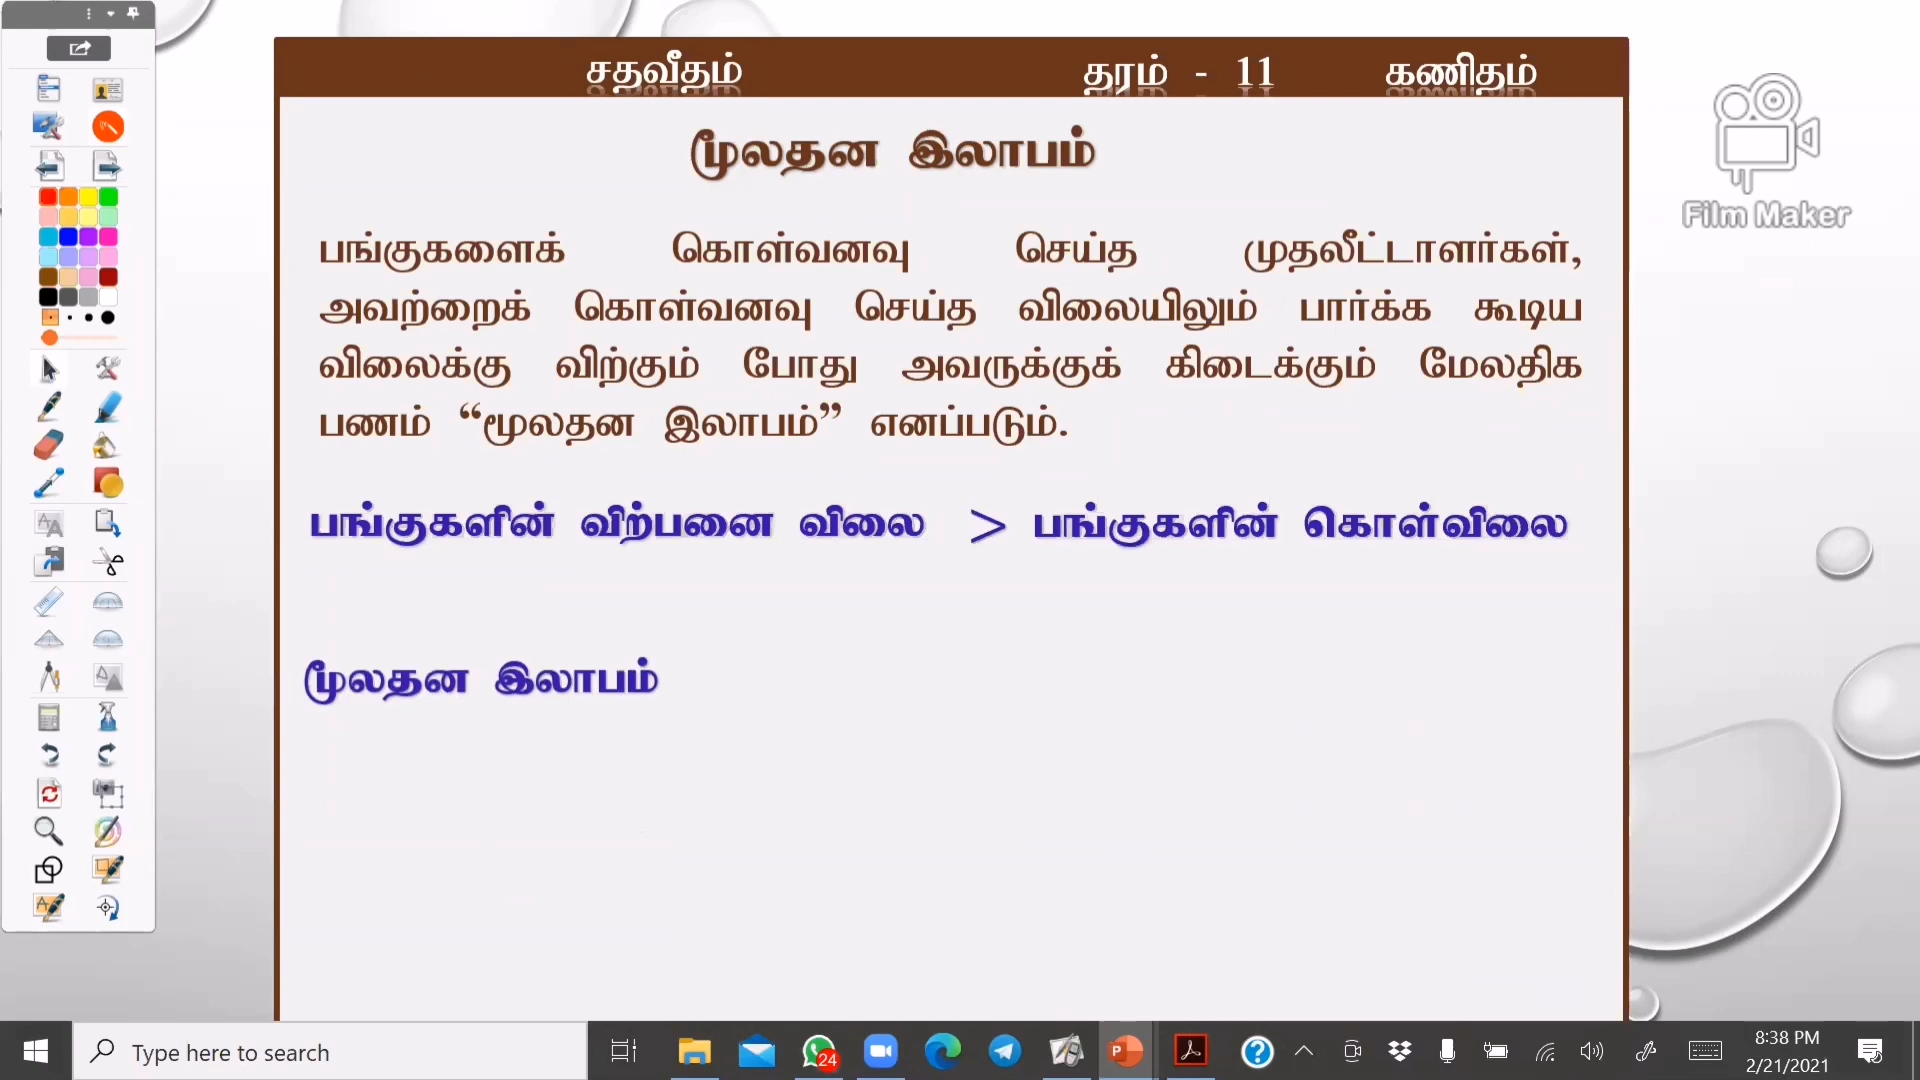 சதவீதம் தரம் - 11 கணிதம்
மூலதன இலாபம்
Film Maker
பங்குகளைக் கொள்வனவு செய்த முதலீட்டாளர்கள்,
அவற்றைக் கொள்வனவு செய்த விலையிலும் பார்க்க கூடிய
விலைக்கு விற்கும் போது அவருக்குக் கிடைக்கும் மேலதிக
பணம் “மூலதன இலாபம்” எனப்படும்.
பங்குகளின் விற்பனை விலை > பங்குகளின் கொள்விலை
மூலதன இலாபம்
Type here to search
24
8:38 PM
2/21/2021